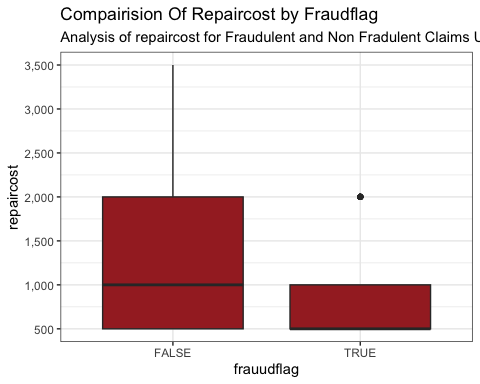 Compairision Of Repaircost by Fraudflag
Analysis of repaircost for Fraudulent and Non Fradulent Claims U
3,500
3,000
2,500
2,000
1,500
1,000
500
repaircost
FALSE
TRUE
frauudflag